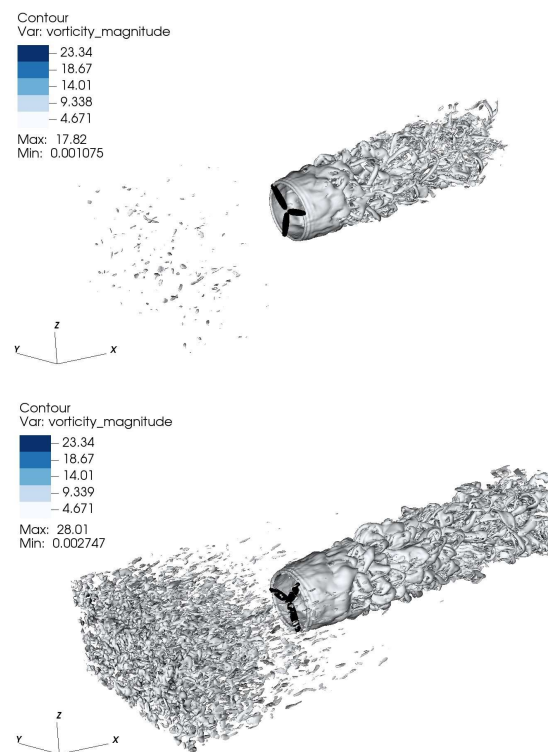 Contour
Var: vorticity_magnitude
23.34
18.67
14.01
9.338
4.671
Max: 17.82
Min: 0.001075
Z
Y
X
Contour
Var: vorticity_magnitude
23.34
18.67
14.01
9.339
4.671
Max: 28.01
Min: 0.002747
Z
Y
X